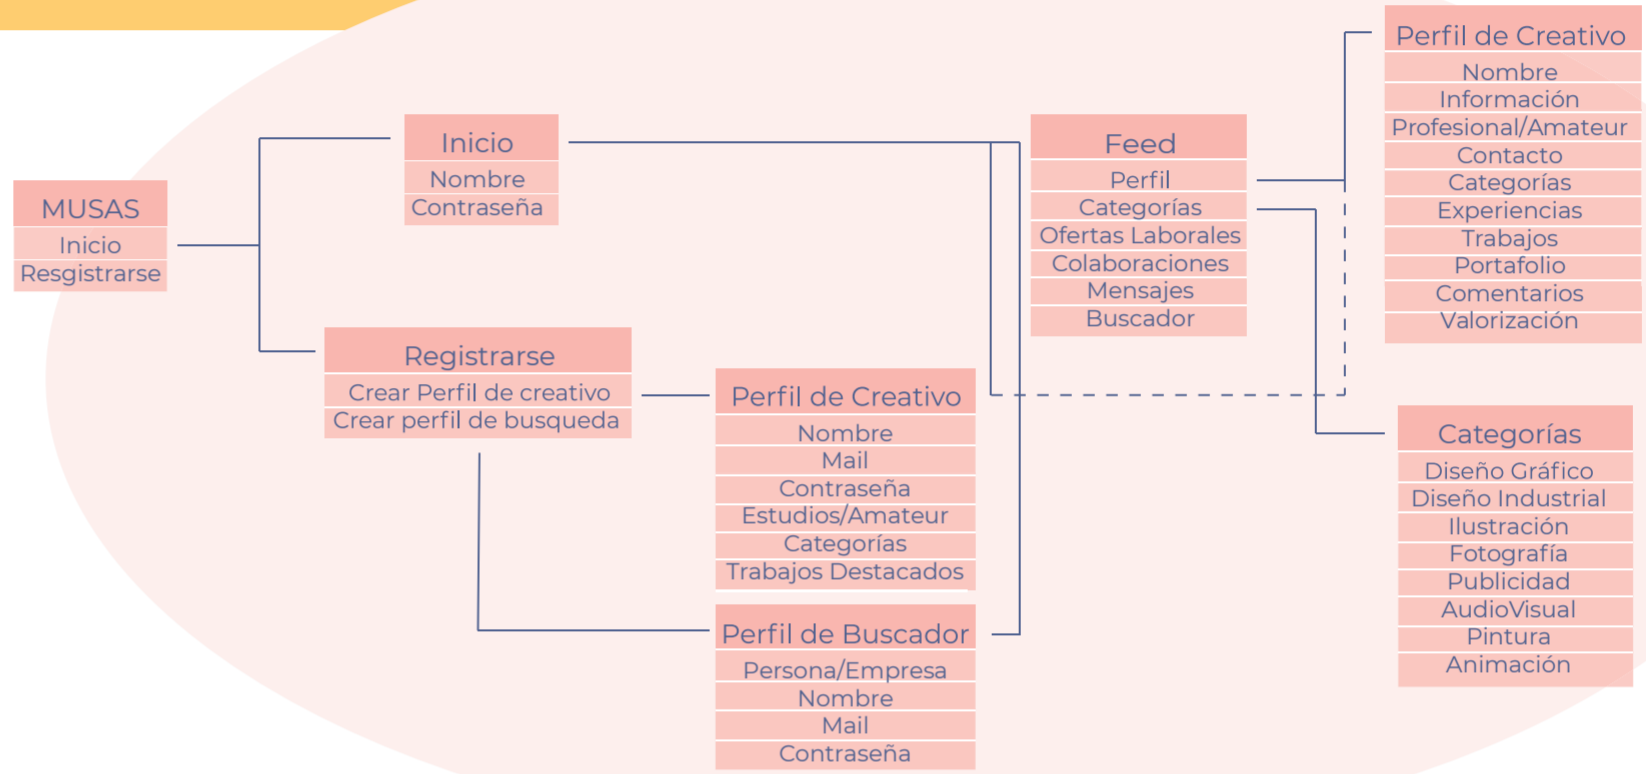 MUSAS
Inicio
Resgistrarse
Inicio
Nombre
Contraseña
Registrarse
Crear Perfil de creativo
Crear perfil de busqueda
Perfil de Creativo
Nombre
Mail
Contraseña
Estudios/Amateur
Categorías
Trabajos Destacados
Perfil de Buscador
Persona/Empresa
Nombre
Mail
Contraseña
Feed
Perfil
Categorías
Ofertas Laborales
Colaboraciones
Mensajes
Buscador
Perfil de Creativo
Nombre
Información
Profesional/Amateur
Contacto
Categorías
Experiencias
Trabajos
Portafolio
Comentarios
Valorización
Categorías
Diseño Gráfico
Diseño Industrial
Ilustración
Fotografía
Publicidad
AudioVisual
Pintura
Animación